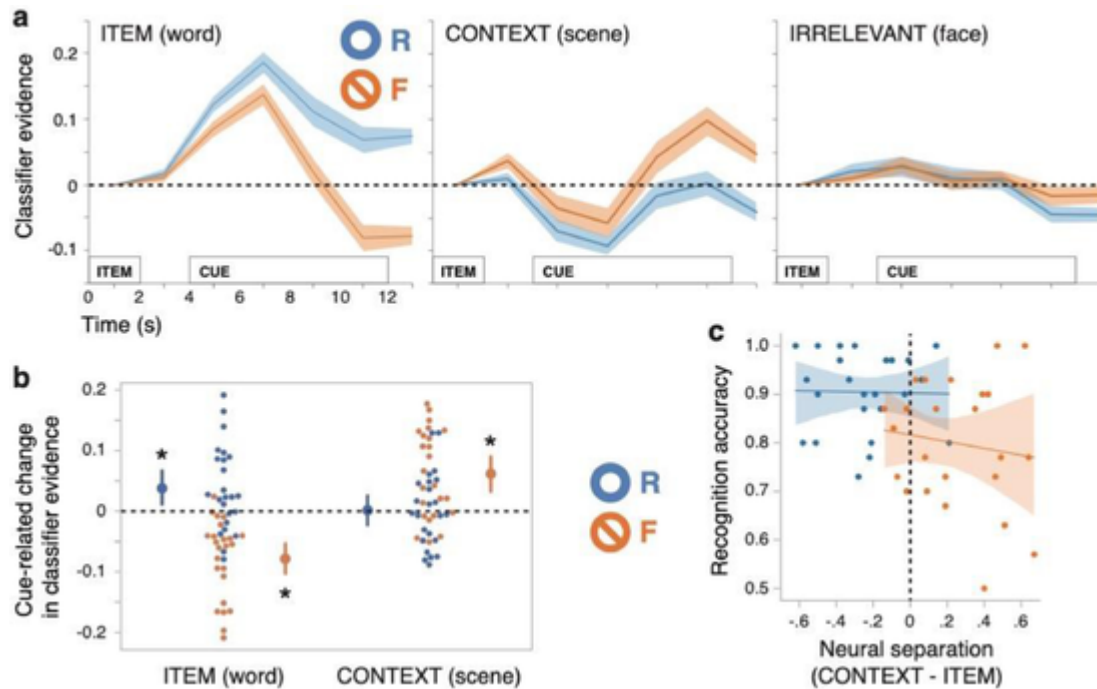 a
ITEM (word)
R
F
CONTEXT (scene)
IRRELEVANT (face)
Classifier evidence
0.2
0.1
0
-0.1
ITEM
CUE
ITEM
CUE
ITEM
CUE
0 2 4 6 8 10 12
Time (s)
b
Cue-related change
in classifier evidence
0.2
0.1
0
-0.1
-0.2
*
*
*
ITEM (word)
CONTEXT (scene)
R
F
c
Recognition accuracy
1.0
0.9
0.8
0.7
0.6
0.5
-.6 -.4 -.2 0 .2 .4 .6
Neural separation
(CONTEXT - ITEM)